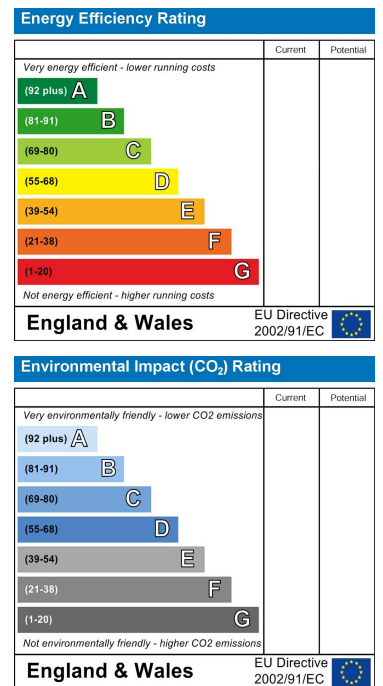 Energy Efficiency Rating
Current Potential
Very energy efficient - lower running costs
(92 plus) A
(81-91) B
(69-80) C
(55-68) D
(39-54) E
(21-38) F
(1-20) G
Not energy efficient - higher running costs
England & Wales
EU Directive
2002/91/EC
Environmental Impact (CO₂) Rating
Current Potential
Very environmentally friendly - lower CO2 emissions
(92 plus) A
(81-91) B
(69-80) C
(55-68) D
(39-54) E
(21-38) F
(1-20) G
Not environmentally friendly - higher CO2 emissions
England & Wales
EU Directive
2002/91/EC